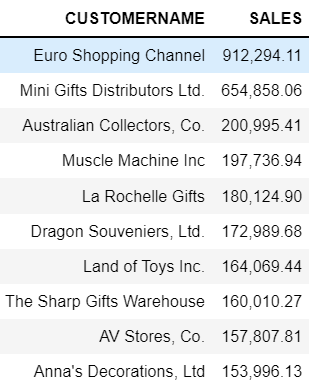 CUSTOMERNAME SALES
Euro Shopping Channel 912,294.11
Mini Gifts Distributors Ltd. 654,858.06
Australian Collectors, Co. 200,995.41
Muscle Machine Inc 197,736.94
La Rochelle Gifts 180,124.90
Dragon Souveniers, Ltd. 172,989.68
Land of Toys Inc. 164,069.44
The Sharp Gifts Warehouse 160,010.27
AV Stores, Co. 157,807.81
Anna's Decorations, Ltd 153,996.13